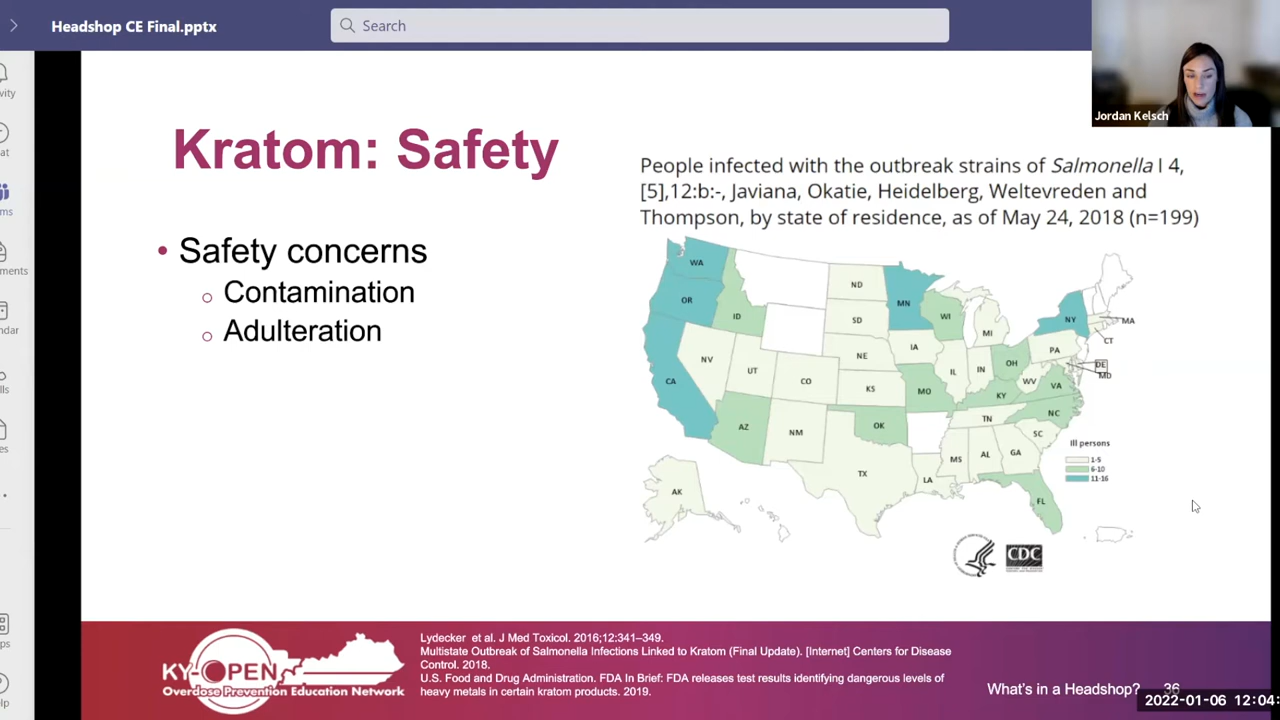 Headshop CE Final.pptx
Search
Jordan Kelsch
Kratom: Safety
• Safety concerns
○ Contamination
○ Adulteration
People infected with the outbreak strains of Salmonella I 4,
[5],12:b:-, Javiana, Okatie, Heidelberg, Weltevreden and
Thompson, by state of residence, as of May 24, 2018 (n=199)
WA
OR
ID
ND
MN
WI
NY
MA
CT
SD
MI
IA
PA
DE
MD
NV
UT
NE
IL
IN
OH
WV
VA
CA
CO
KS
MO
KY
NC
AZ
NM
OK
TN
SC
MS
AL
GA
TX
LA
AK
FL
Ill persons
1-5
6-10
11-16
CDC
KY-OPEN
Overdose Prevention Education Network
Lydecker et al. J Med Toxicol. 2016;12:341–349.
Multistate Outbreak of Salmonella Infections Linked to Kratom (Final Update). [Internet] Centers for Disease
Control. 2018.
U.S. Food and Drug Administration. FDA In Brief: FDA releases test results identifying dangerous levels of
heavy metals in certain kratom products. 2019.
What's in a Headshop? 36
2022-01-06 12:04: